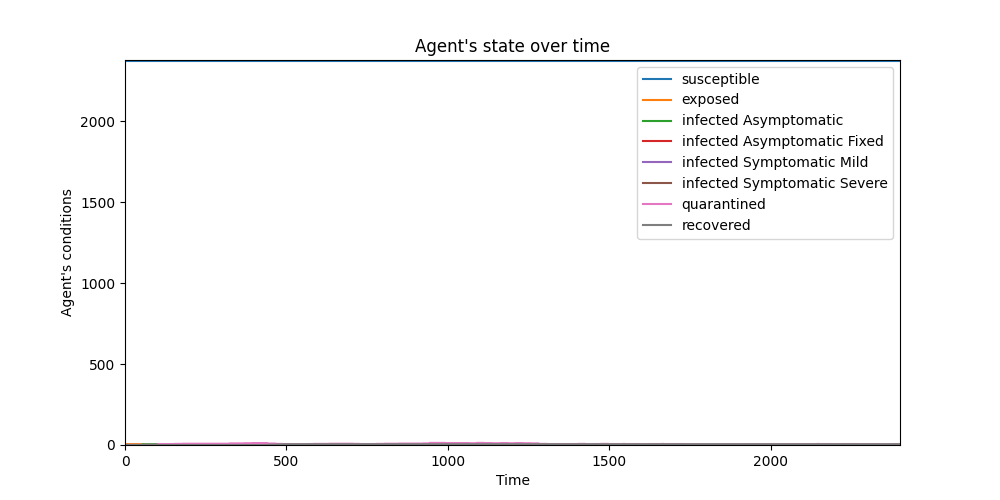 Agent's state over time
susceptible
exposed
infected Asymptomatic
infected Asymptomatic Fixed
infected Symptomatic Mild
infected Symptomatic Severe
quarantined
recovered
Agent's conditions
2000
1500
1000
500
0
0 500 1000 1500 2000
Time